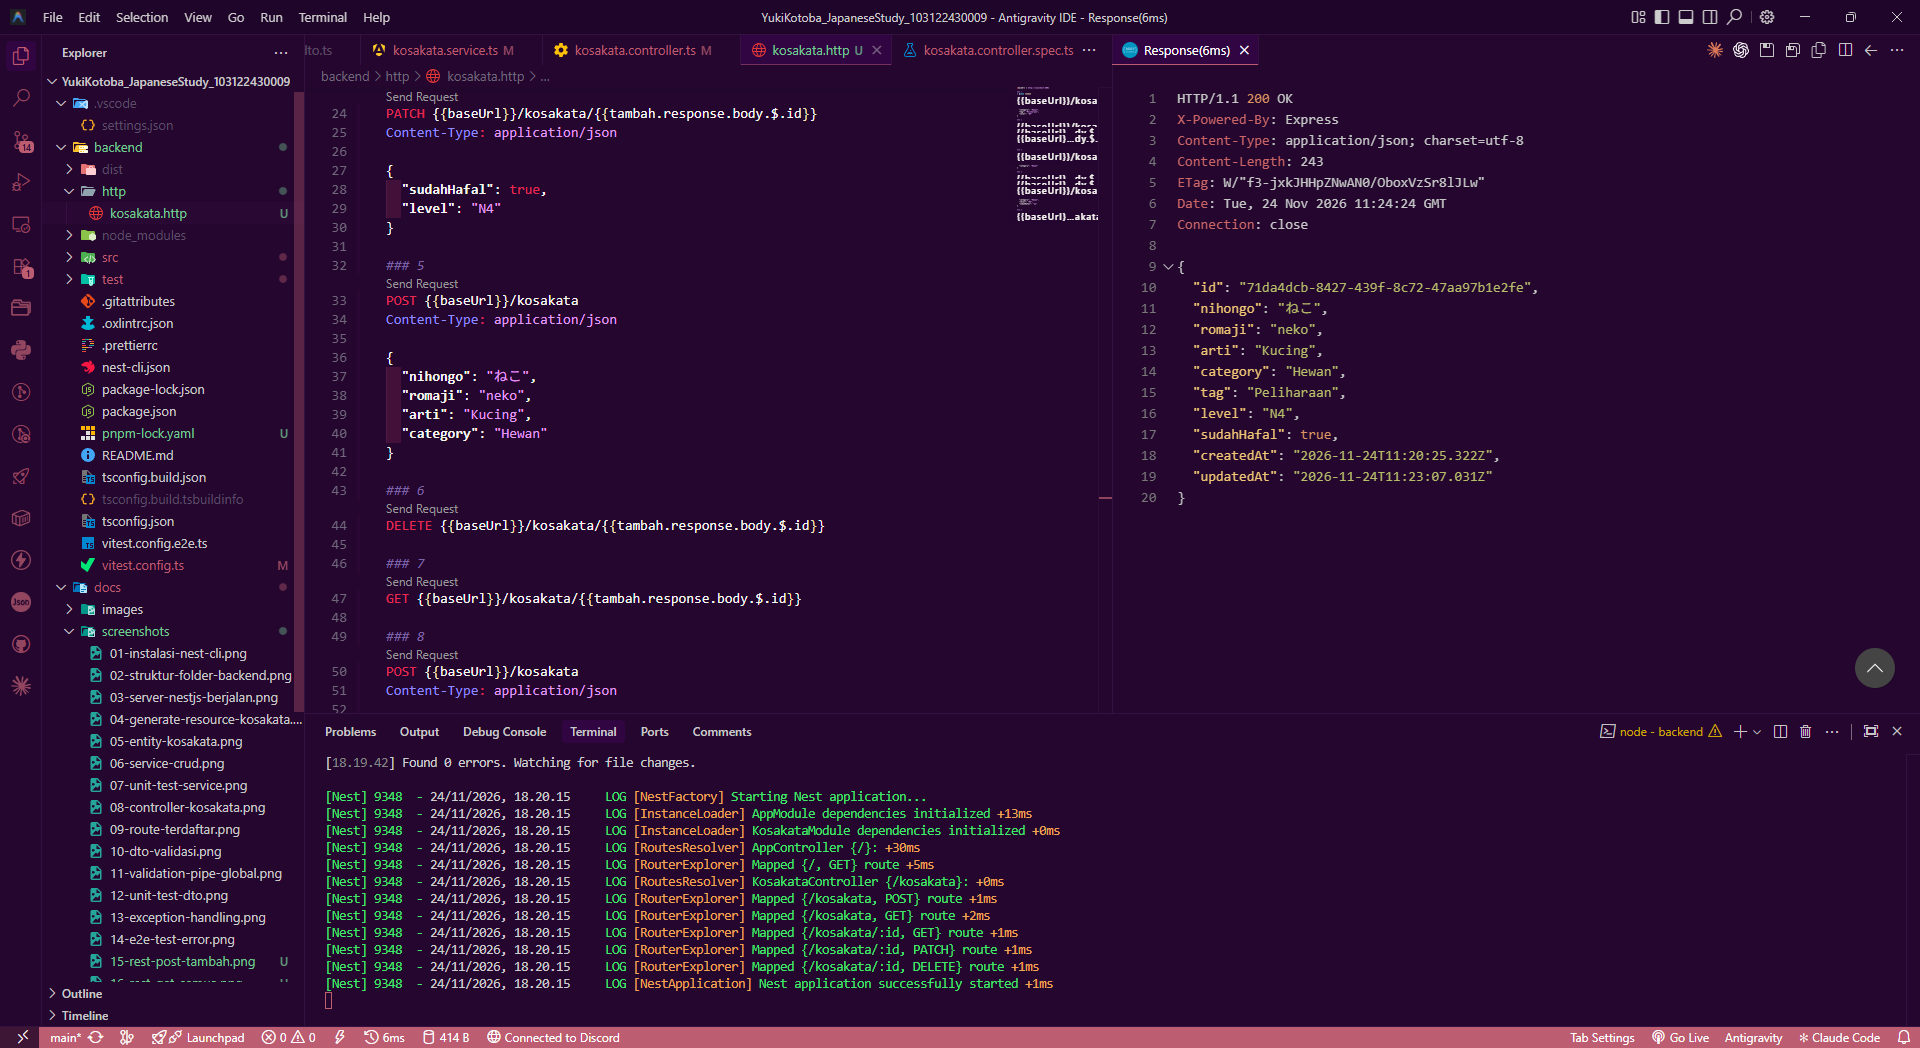 File Edit Selection View Go Run Terminal Help
YukiKotoba_JapaneseStudy_103122430009 - Antigravity IDE - Response(6ms)
Explorer
YukiKotoba_JapaneseStudy_103122430009
.vscode
settings.json
backend
dist
http
kosakata.http U
node_modules
src
test
.gitattributes
.oxlintrc.json
.prettierrc
nest-cli.json
package-lock.json
package.json
pnpm-lock.yaml U
README.md
tsconfig.build.json
tsconfig.build.tsbuildinfo
tsconfig.json
vitest.config.e2e.ts
vitest.config.ts M
docs
images
screenshots
01-instalasi-nest-cli.png
02-struktur-folder-backend.png
03-server-nestjs-berjalan.png
04-generate-resource-kosakata....
05-entity-kosakata.png
06-service-crud.png
07-unit-test-service.png
08-controller-kosakata.png
09-route-terdaftar.png
10-dto-validasi.png
11-validation-pipe-global.png
12-unit-test-dto.png
13-exception-handling.png
14-e2e-test-error.png
15-rest-post-tambah.png U
Outline
Timeline
14
1
Json
dto.ts kosakata.service.ts M kosakata.controller.ts M kosakata.http U kosakata.controller.spec.ts
backend > http > kosakata.http > ...
Send Request
24 PATCH {{baseUrl}}/kosakata/{{tambah.response.body.$.id}}
25 Content-Type: application/json
26
27 {
28 "sudahHafal": true,
29 "level": "N4"
30 }
31
32 ### 5
Send Request
33 POST {{baseUrl}}/kosakata
34 Content-Type: application/json
35
36 {
37 "nihongo": "ねこ",
38 "romaji": "neko",
39 "arti": "Kucing",
40 "category": "Hewan"
41 }
42
43 ### 6
Send Request
44 DELETE {{baseUrl}}/kosakata/{{tambah.response.body.$.id}}
45
46 ### 7
Send Request
47 GET {{baseUrl}}/kosakata/{{tambah.response.body.$.id}}
48
49 ### 8
Send Request
50 POST {{baseUrl}}/kosakata
51 Content-Type: application/json
52
{{baseUrl}}/kosa
{{baseUrl}}...dy.$.
{{baseUrl}}/kosa
{{baseUrl}}/kosa
{{baseUrl}}...akata
Response(6ms)
1 HTTP/1.1 200 OK
2 X-Powered-By: Express
3 Content-Type: application/json; charset=utf-8
4 Content-Length: 243
5 ETag: W/"f3-jxkJHHpZNwAN0/OboxVzSr8lJLw"
6 Date: Tue, 24 Nov 2026 11:24:24 GMT
7 Connection: close
8
9 {
10 "id": "71da4dcb-8427-439f-8c72-47aa97b1e2fe",
11 "nihongo": "ねこ",
12 "romaji": "neko",
13 "arti": "Kucing",
14 "category": "Hewan",
15 "tag": "Peliharaan",
16 "level": "N4",
17 "sudahHafal": true,
18 "createdAt": "2026-11-24T11:20:25.322Z",
19 "updatedAt": "2026-11-24T11:23:07.031Z"
20 }
Problems Output Debug Console Terminal Ports Comments
node - backend
[18.19.42] Found 0 errors. Watching for file changes.
[Nest] 9348 - 24/11/2026, 18.20.15 LOG [NestFactory] Starting Nest application...
[Nest] 9348 - 24/11/2026, 18.20.15 LOG [InstanceLoader] AppModule dependencies initialized +13ms
[Nest] 9348 - 24/11/2026, 18.20.15 LOG [InstanceLoader] KosakataModule dependencies initialized +0ms
[Nest] 9348 - 24/11/2026, 18.20.15 LOG [RoutesResolver] AppController {/}: +30ms
[Nest] 9348 - 24/11/2026, 18.20.15 LOG [RouterExplorer] Mapped {/, GET} route +5ms
[Nest] 9348 - 24/11/2026, 18.20.15 LOG [RoutesResolver] KosakataController {/kosakata}: +0ms
[Nest] 9348 - 24/11/2026, 18.20.15 LOG [RouterExplorer] Mapped {/kosakata, POST} route +1ms
[Nest] 9348 - 24/11/2026, 18.20.15 LOG [RouterExplorer] Mapped {/kosakata, GET} route +2ms
[Nest] 9348 - 24/11/2026, 18.20.15 LOG [RouterExplorer] Mapped {/kosakata/:id, GET} route +1ms
[Nest] 9348 - 24/11/2026, 18.20.15 LOG [RouterExplorer] Mapped {/kosakata/:id, PATCH} route +1ms
[Nest] 9348 - 24/11/2026, 18.20.15 LOG [RouterExplorer] Mapped {/kosakata/:id, DELETE} route +1ms
[Nest] 9348 - 24/11/2026, 18.20.15 LOG [NestApplication] Nest application successfully started +1ms
main* Launchpad 0 0 6ms 414 B Connected to Discord
Tab Settings Go Live Antigravity Claude Code